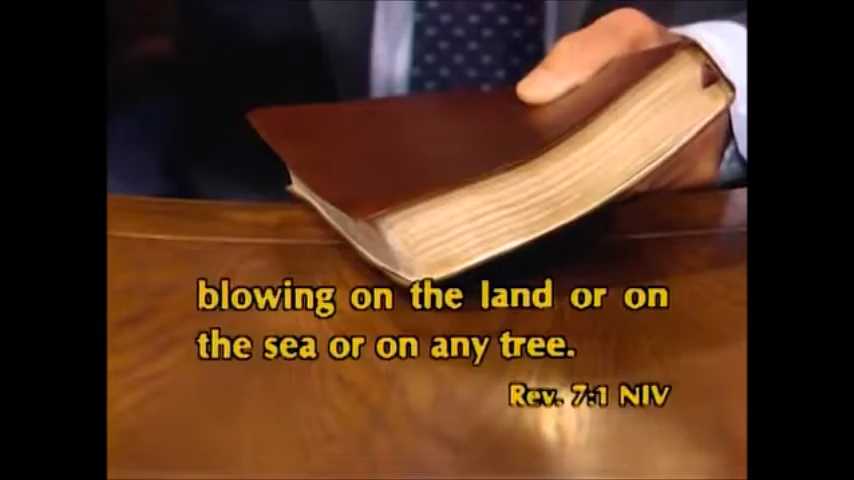 blowing on the land or on
the sea or on any tree.
Rev. 7:1 NIV